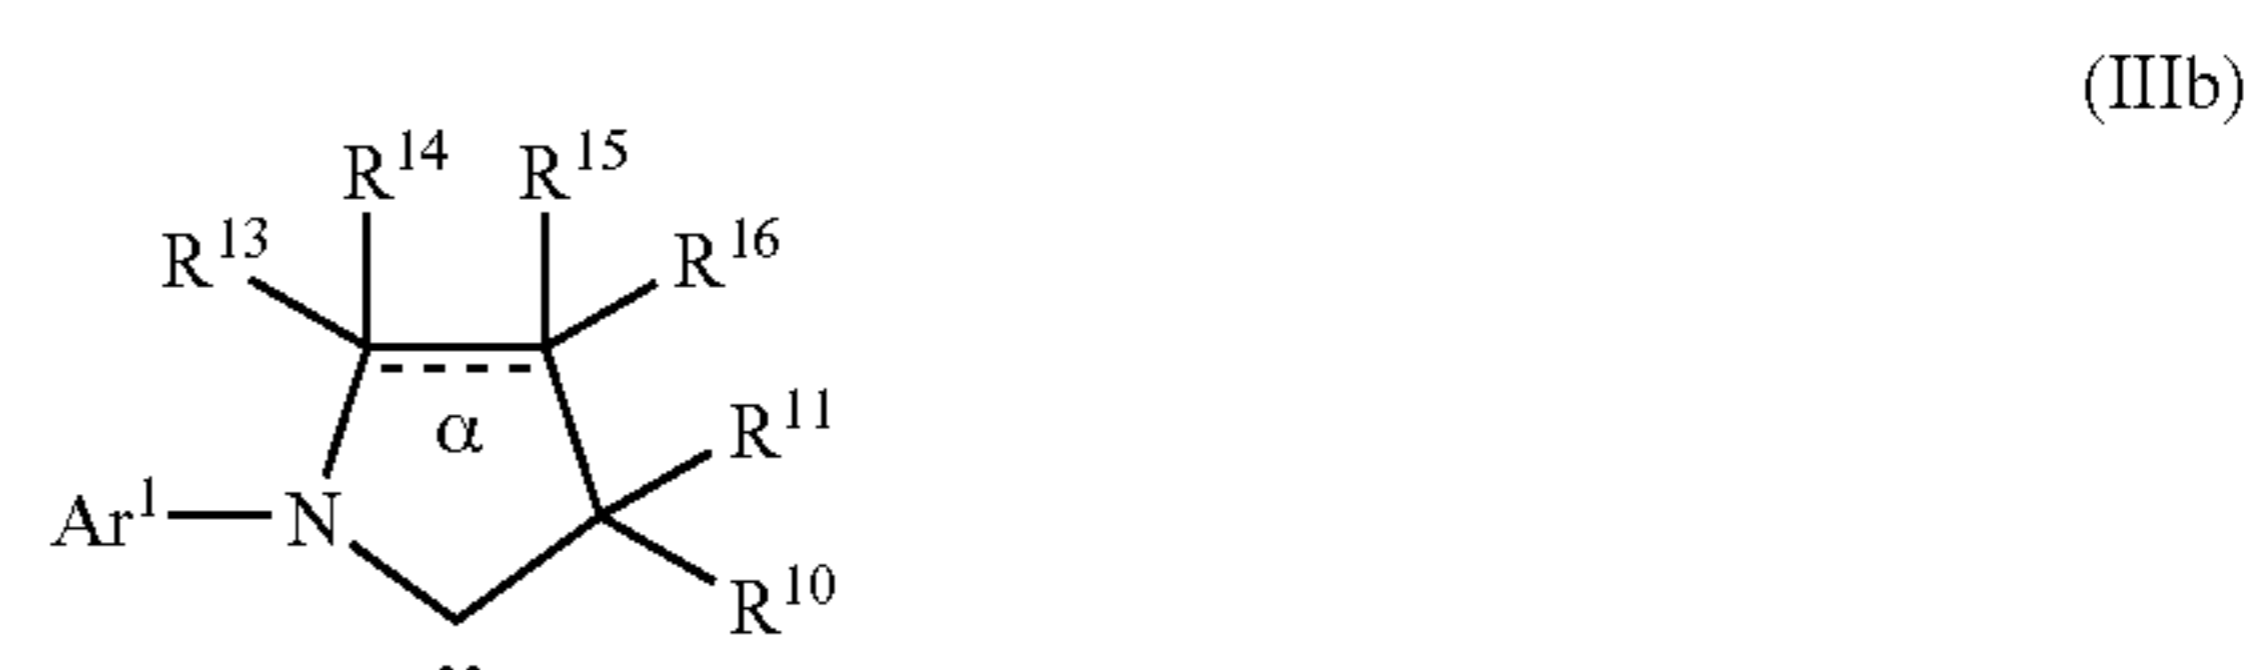 (IIIb)
R¹⁴ R¹⁵
R¹³ R¹⁶
α R¹¹
Ar¹ N
R¹⁰